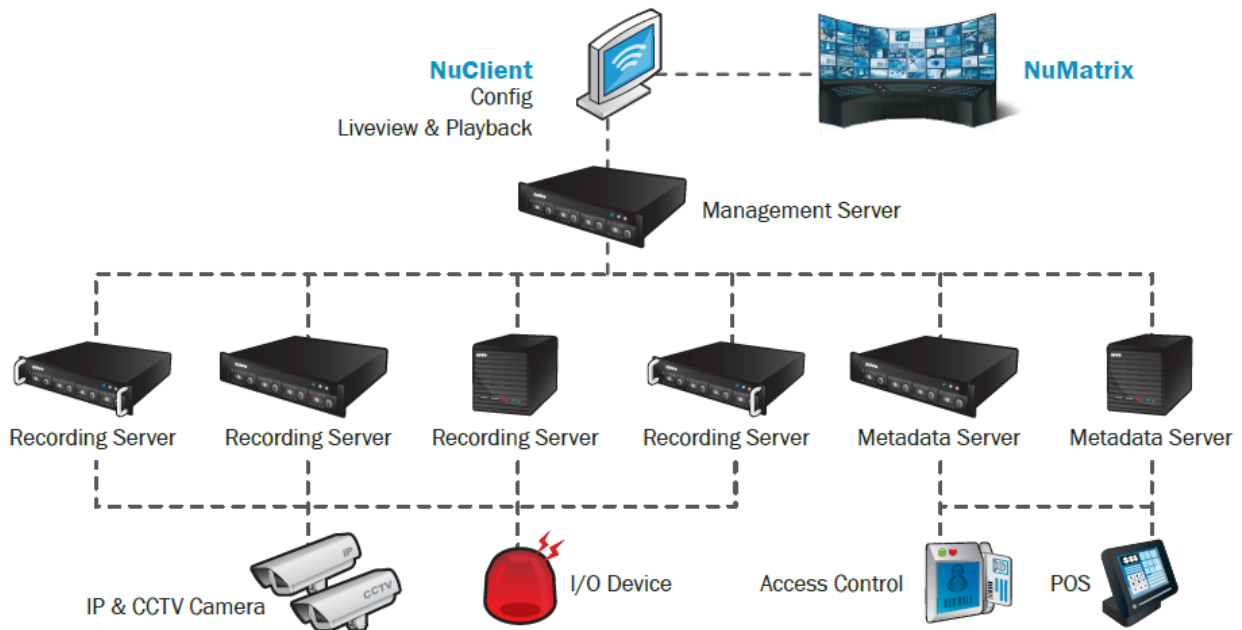 NuClient
Config
Liveview & Playback
NuMatrix
Management Server
Recording Server
Recording Server
Recording Server
Recording Server
Metadata Server
Metadata Server
IP
CCTV
IP & CCTV Camera
I/O Device
Access Control
POS